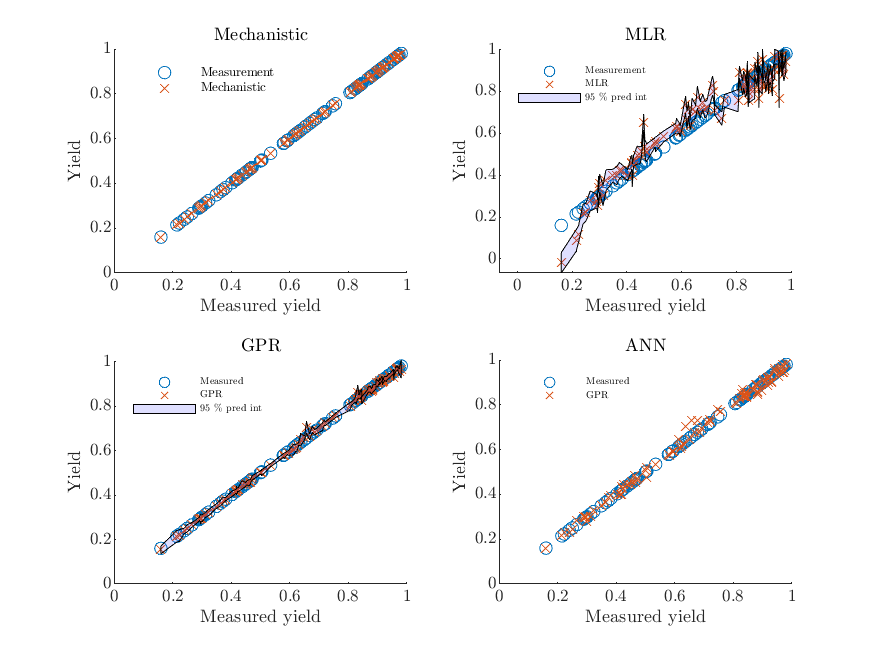 Mechanistic
1
0.8
0.6
0.4
0.2
0
Yield
Measurement
Mechanistic
0 0.2 0.4 0.6 0.8 1
Measured yield
MLR
1
0.8
0.6
0.4
0.2
0
Yield
Measurement
MLR
95 % pred int
0 0.2 0.4 0.6 0.8 1
Measured yield
GPR
1
0.8
0.6
0.4
0.2
0
Yield
Measured
GPR
95 % pred int
0 0.2 0.4 0.6 0.8 1
Measured yield
ANN
1
0.8
0.6
0.4
0.2
0
Yield
Measured
GPR
0 0.2 0.4 0.6 0.8 1
Measured yield